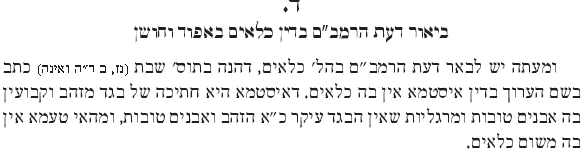 ד.
ביאור דעת הרמב"ם בדין כלאים באפוד וחושן
ומעתה יש לבאר דעת הרמב"ם בהל' כלאים, דהנה בתוס' שבת (נז, ב ד"ה ואינה) כתב
בשם הערוך בדין איסטמא אין בה כלאים. דאיסטמא היא חתיכה של בגד מזהב וקבועין
בה אבנים טובות ומרגליות שאין הבגד עיקר כ"א הזהב ואבנים טובות, ומהאי טעמא אין
בה משום כלאים.